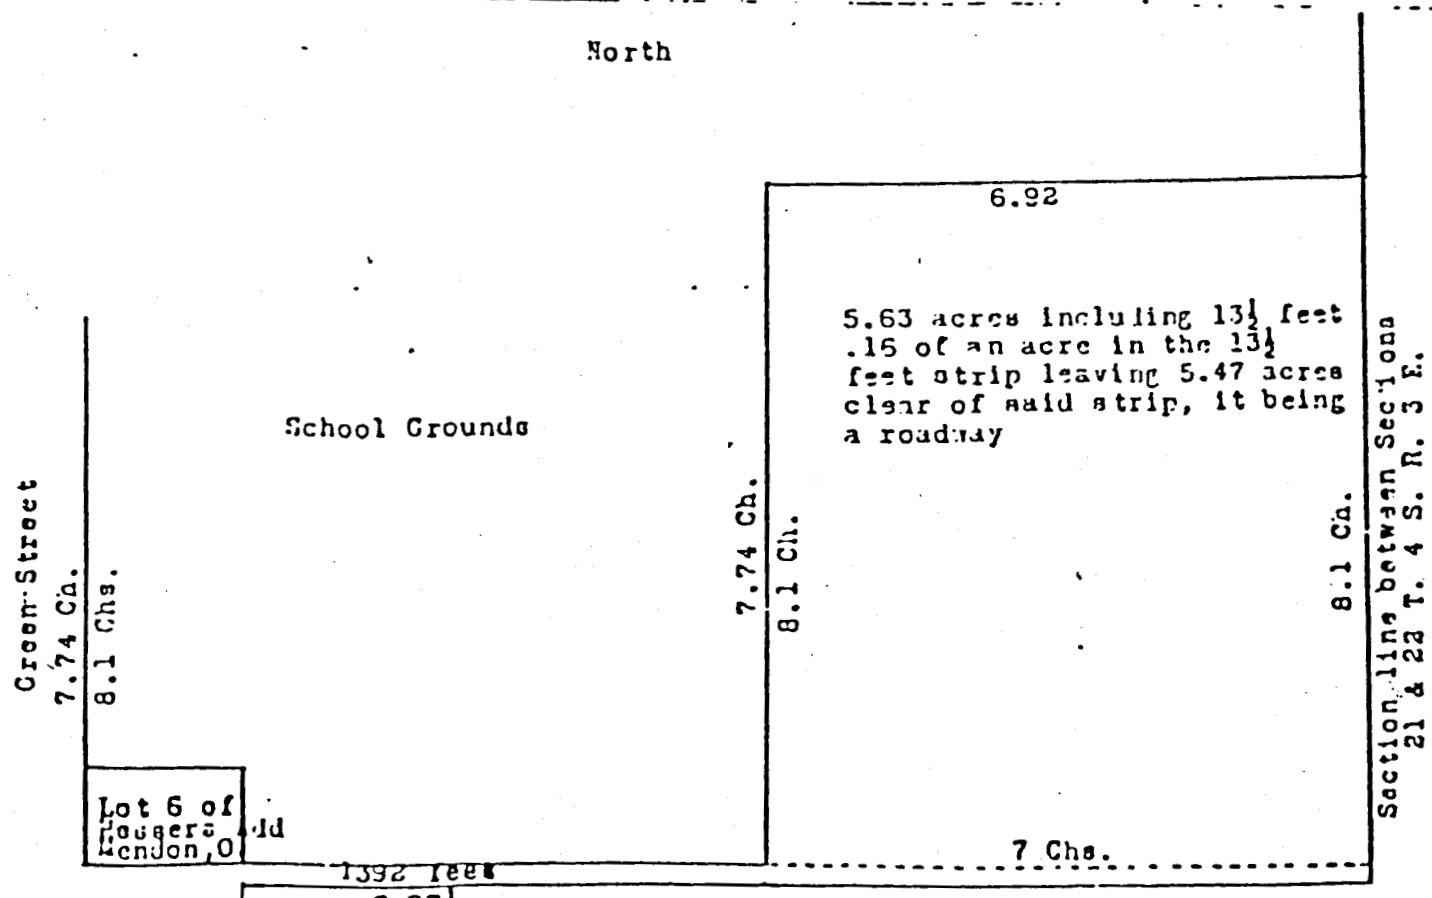 North
6.92
5.63 acres including 13½ feet
.16 of an acre in the 13½
feet strip leaving 5.47 acres
clear of said strip, it being
a roadway
School Grounds
Green Street
7.74 Ch.
8.1 Chs.
7.74 Ch.
8.1 Ch.
8.1 Ch.
Section line between Sections
21 & 22 T. 4 S. R. 3 E.
Lot 6 of
Mendon, O
7 Chs.
1392 feet